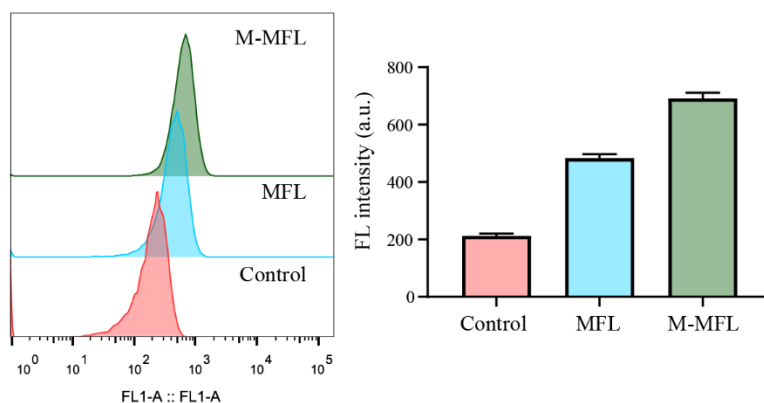 M-MFL
MFL
Control
10^0 10^1 10^2 10^3 10^4 10^5
FL1-A :: FL1-A
FL intensity (a.u.)
800
600
400
200
0
Control MFL M-MFL